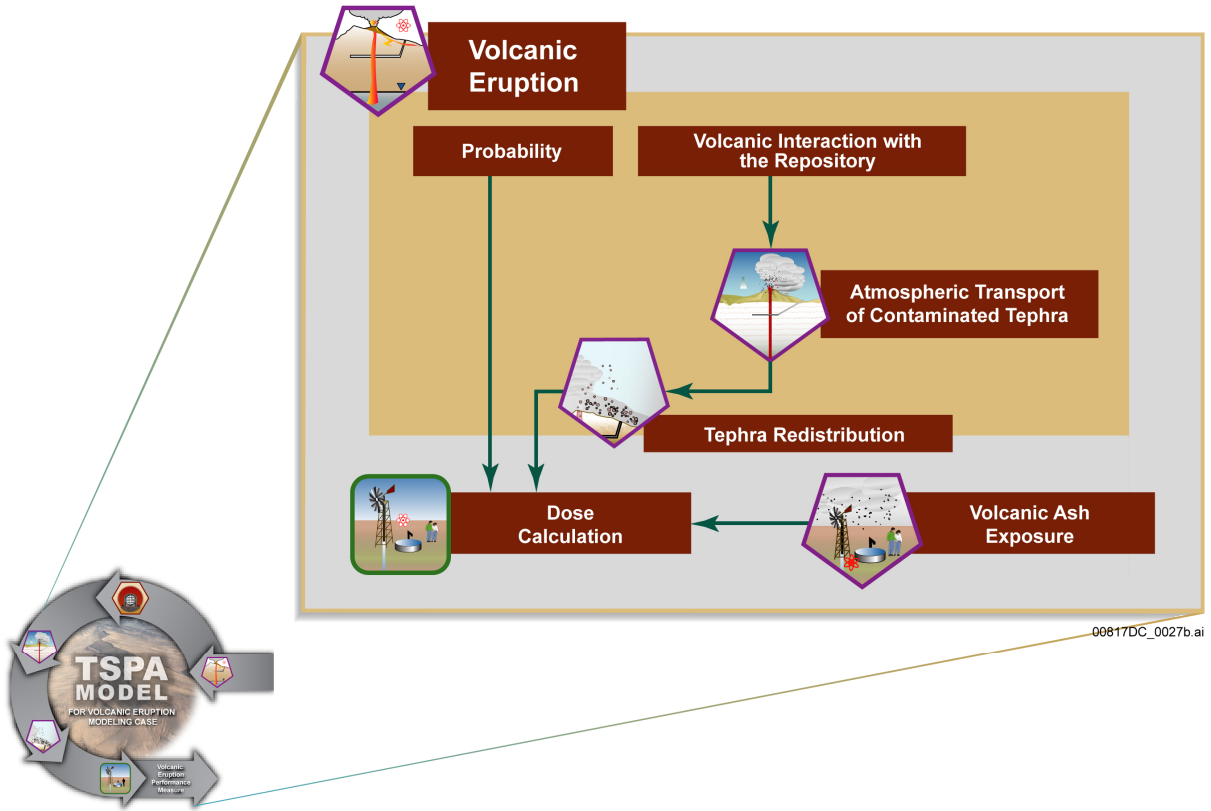 Volcanic
Eruption
Probability
Volcanic Interaction with
the Repository
Atmospheric Transport
of Contaminated Tephra
Tephra Redistribution
Dose
Calculation
Volcanic Ash
Exposure
00817DC_0027b.ai
TSPA
MODEL
FOR VOLCANIC ERUPTION
MODELING CASE
Volcanic
Eruption
Performance
Measure